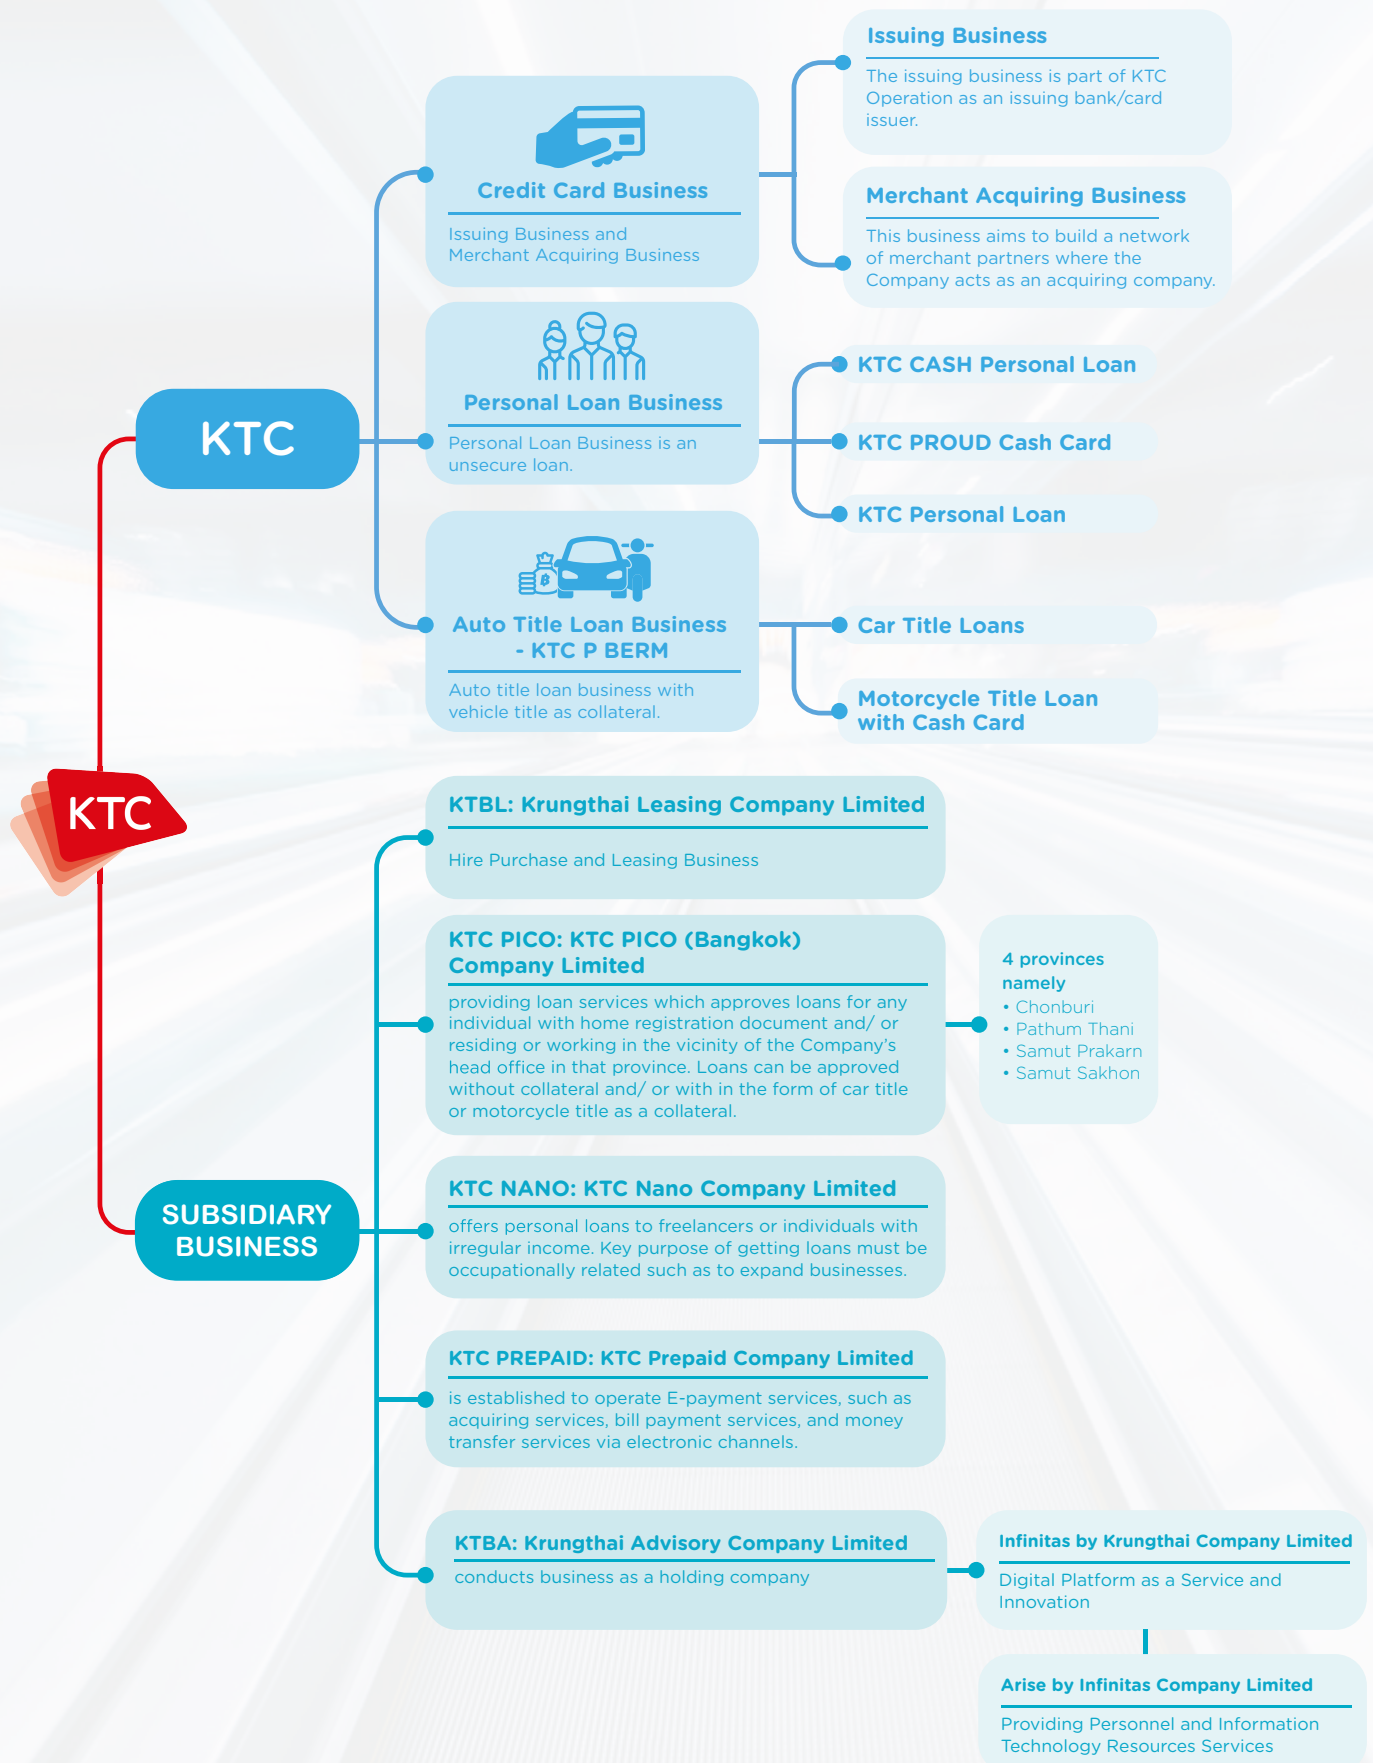 Issuing Business
The issuing business is part of KTC
Operation as an issuing bank/card
issuer.
Credit Card Business
Issuing Business and
Merchant Acquiring Business
Merchant Acquiring Business
This business aims to build a network
of merchant partners where the
Company acts as an acquiring company.
KTC
Personal Loan Business
Personal Loan Business is an
unsecure loan.
KTC CASH Personal Loan
KTC PROUD Cash Card
KTC Personal Loan
Auto Title Loan Business
- KTC P BERM
Auto title loan business with
vehicle title as collateral.
Car Title Loans
Motorcycle Title Loan
with Cash Card
KTC
KTBL: Krungthai Leasing Company Limited
Hire Purchase and Leasing Business
KTC PICO: KTC PICO (Bangkok)
Company Limited
providing loan services which approves loans for any
individual with home registration document and/ or
residing or working in the vicinity of the Company's
head office in that province. Loans can be approved
without collateral and/ or with in the form of car title
or motorcycle title as a collateral.
4 provinces
namely
• Chonburi
• Pathum Thani
• Samut Prakarn
• Samut Sakhon
SUBSIDIARY
BUSINESS
KTC NANO: KTC Nano Company Limited
offers personal loans to freelancers or individuals with
irregular income. Key purpose of getting loans must be
occupationally related such as to expand businesses.
KTC PREPAID: KTC Prepaid Company Limited
is established to operate E-payment services, such as
acquiring services, bill payment services, and money
transfer services via electronic channels.
KTBA: Krungthai Advisory Company Limited
conducts business as a holding company
Infinitas by Krungthai Company Limited
Digital Platform as a Service and
Innovation
Arise by Infinitas Company Limited
Providing Personnel and Information
Technology Resources Services